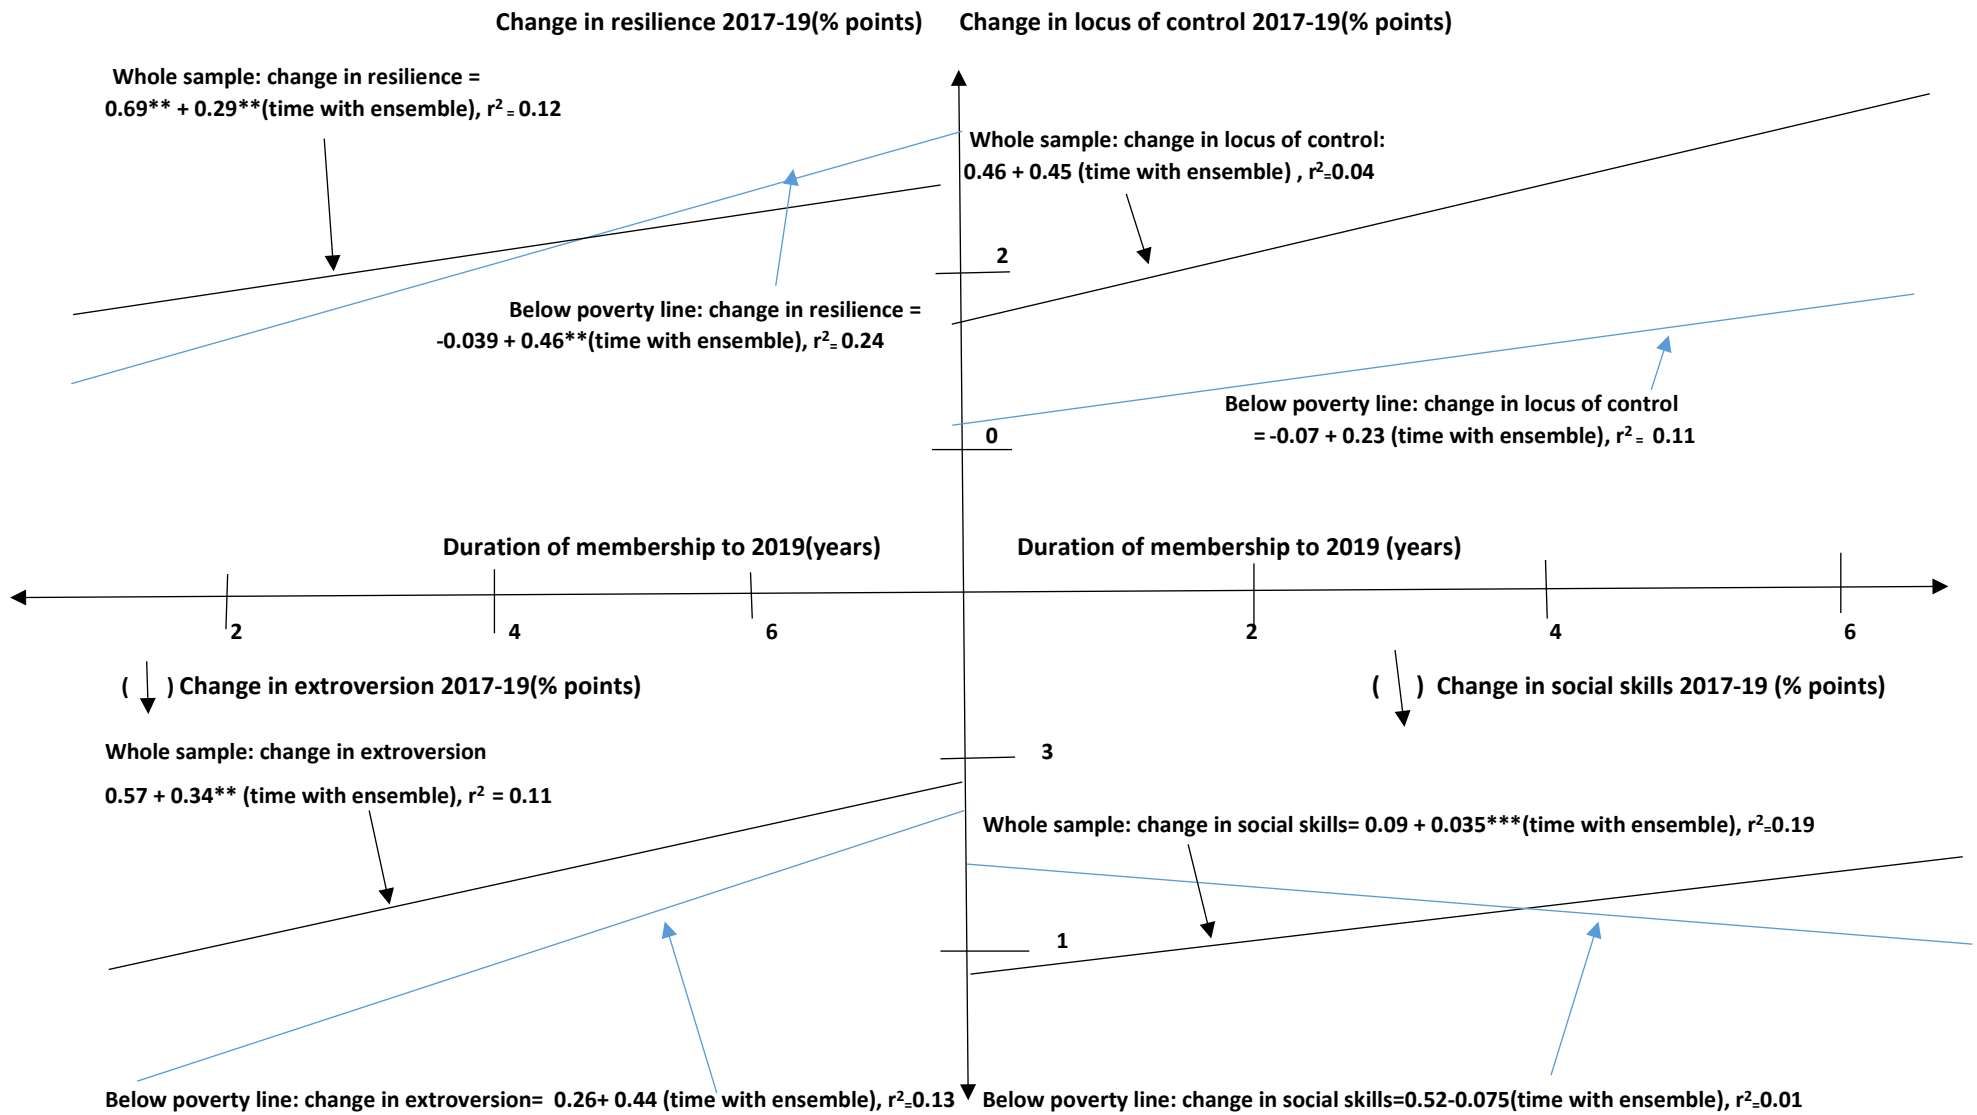 Change in resilience 2017-19(% points)
Change in locus of control 2017-19(% points)
Whole sample: change in resilience =
0.69** + 0.29**(time with ensemble), r² = 0.12
Whole sample: change in locus of control:
0.46 + 0.45 (time with ensemble) , r²=0.04
2
Below poverty line: change in resilience =
-0.039 + 0.46**(time with ensemble), r²= 0.24
Below poverty line: change in locus of control
= -0.07 + 0.23 (time with ensemble), r² = 0.11
0
Duration of membership to 2019(years)
Duration of membership to 2019 (years)
2
4
6
2
4
6
( ) Change in extroversion 2017-19(% points)
( ) Change in social skills 2017-19 (% points)
Whole sample: change in extroversion
0.57 + 0.34** (time with ensemble), r² = 0.11
3
Whole sample: change in social skills= 0.09 + 0.035***(time with ensemble), r²=0.19
1
Below poverty line: change in extroversion= 0.26+ 0.44 (time with ensemble), r²=0.13
Below poverty line: change in social skills=0.52-0.075(time with ensemble), r²=0.01